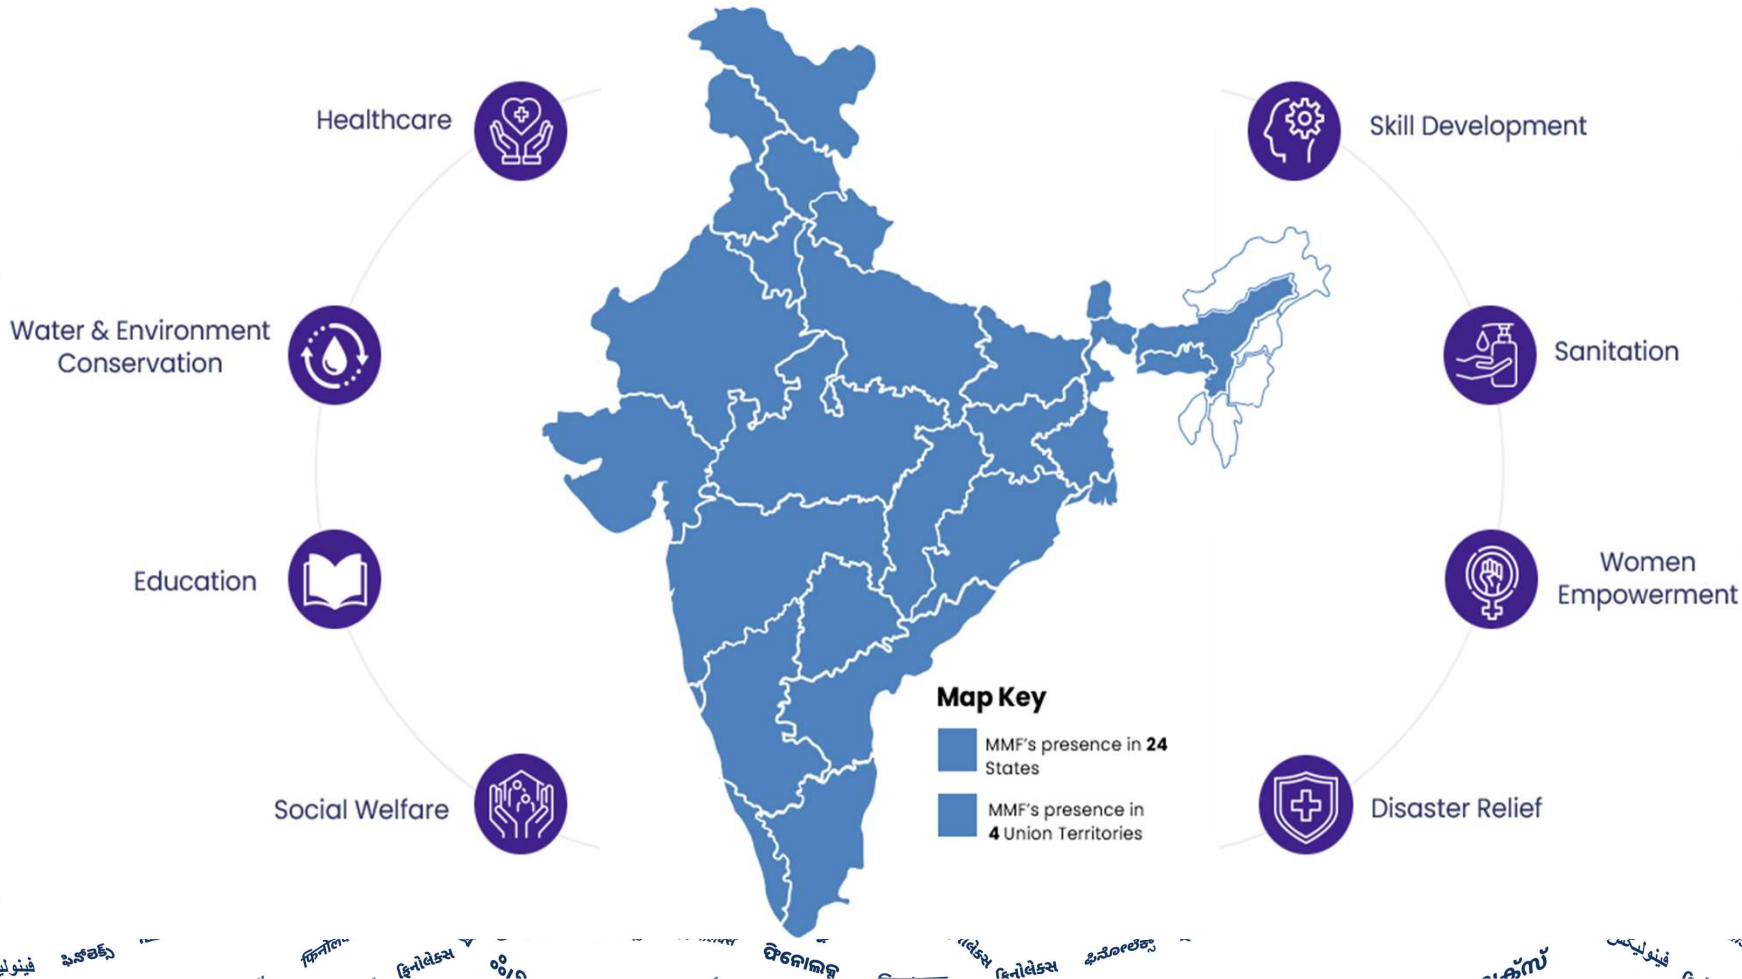 Healthcare
Skill Development
Water & Environment
Conservation
Sanitation
Education
Women
Empowerment
Map Key
MMF's presence in 24
States
Social Welfare
MMF's presence in
4 Union Territories
Disaster Relief
فينوليكس